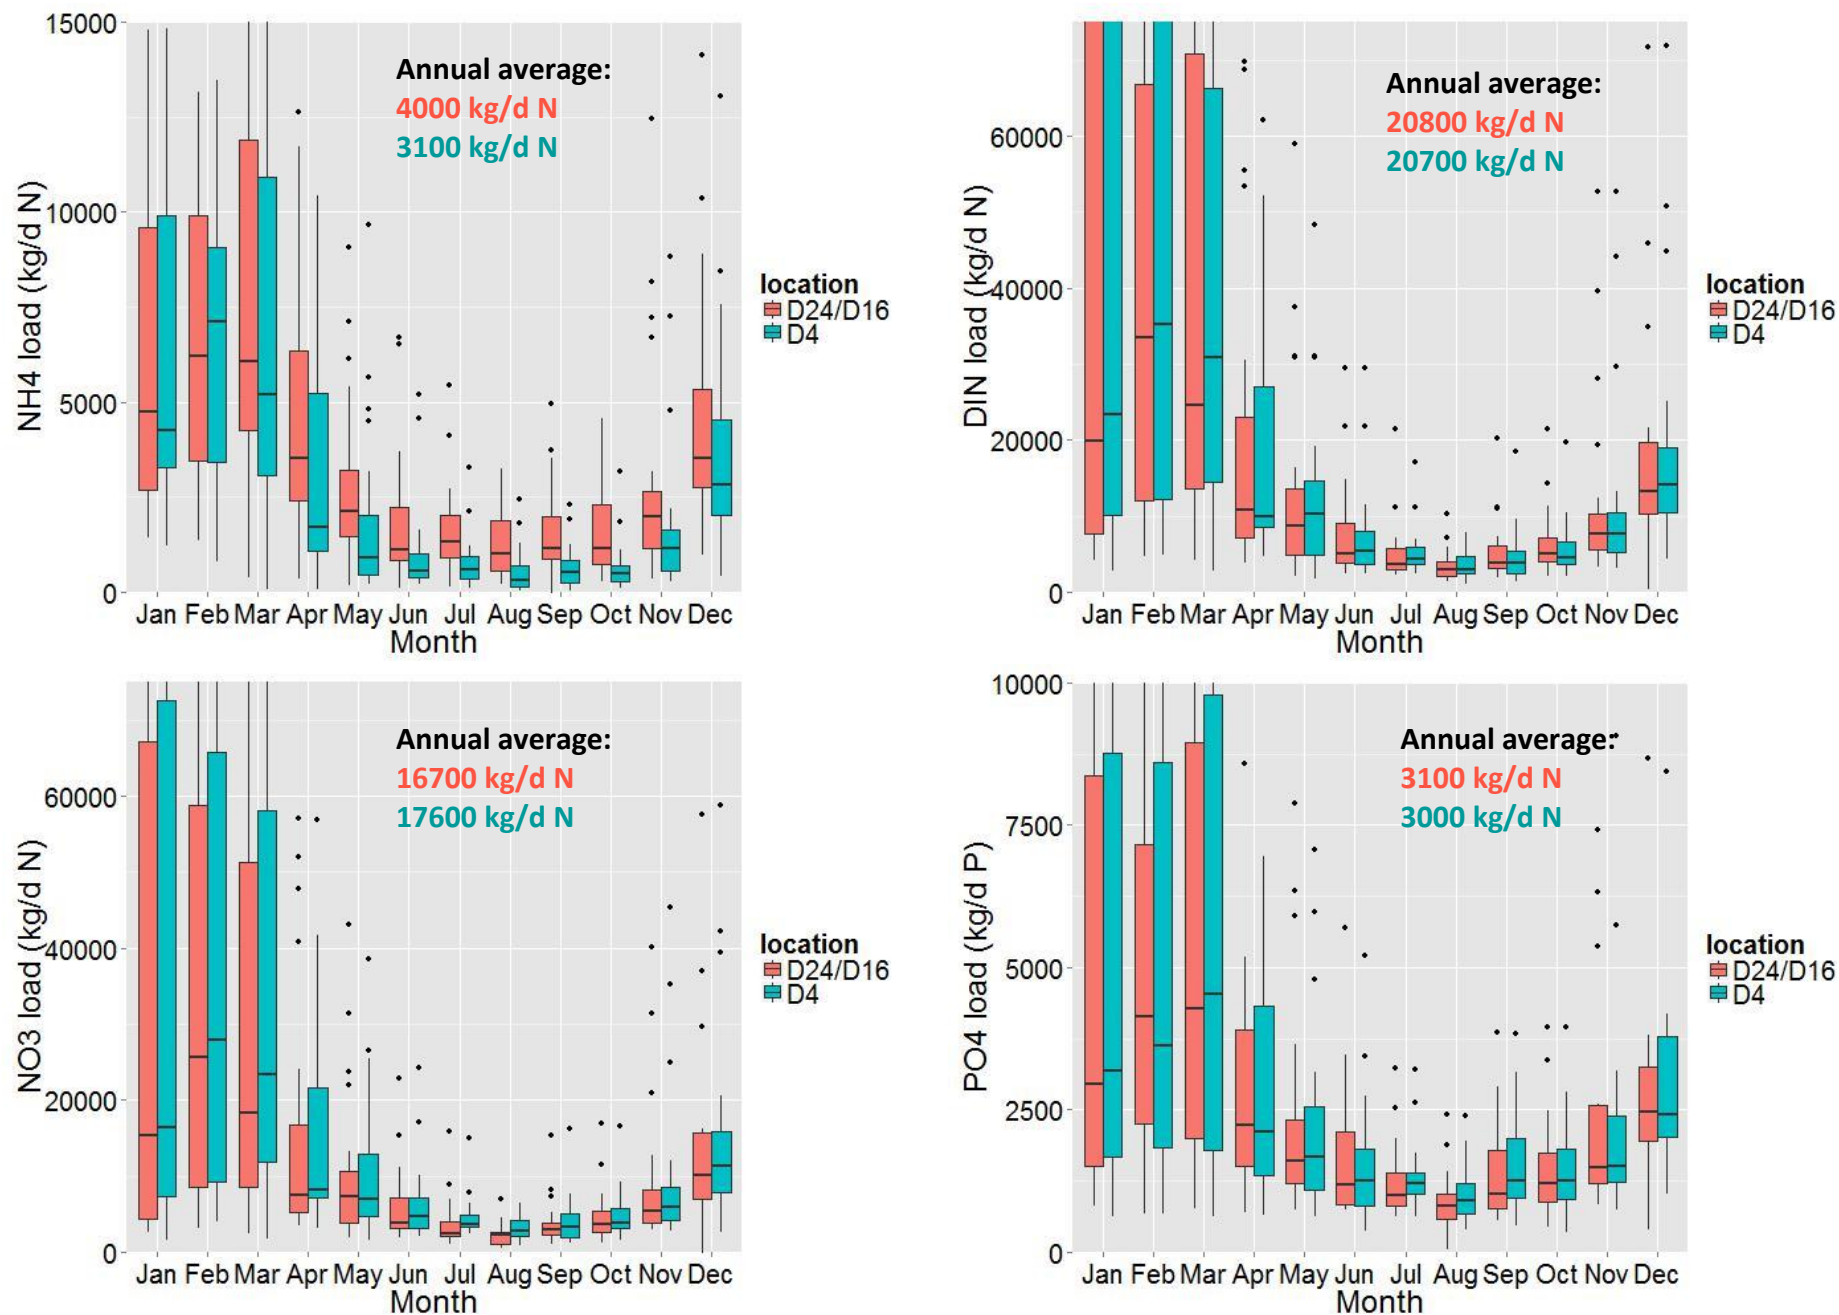 15000
10000
5000
0
NH4 load (kg/d N)
Annual average:
4000 kg/d N
3100 kg/d N
Jan Feb Mar Apr May Jun Jul Aug Sep Oct Nov Dec
Month
location
D24/D16
D4
60000
40000
20000
0
DIN load (kg/d N)
Annual average:
20800 kg/d N
20700 kg/d N
Jan Feb Mar Apr May Jun Jul Aug Sep Oct Nov Dec
Month
location
D24/D16
D4
60000
40000
20000
0
NO3 load (kg/d N)
Annual average:
16700 kg/d N
17600 kg/d N
Jan Feb Mar Apr May Jun Jul Aug Sep Oct Nov Dec
Month
location
D24/D16
D4
10000
7500
5000
2500
0
PO4 load (kg/d P)
Annual average:
3100 kg/d N
3000 kg/d N
Jan Feb Mar Apr May Jun Jul Aug Sep Oct Nov Dec
Month
location
D24/D16
D4